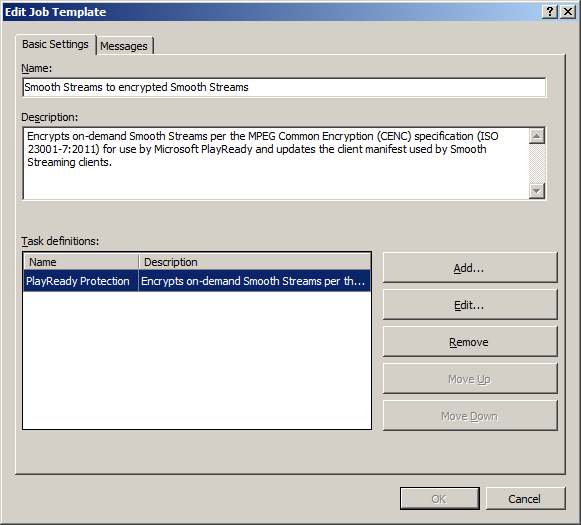 Edit Job Template
Basic Settings
Messages
Name:
Smooth Streams to encrypted Smooth Streams
Description:
Encrypts on-demand Smooth Streams per the MPEG Common Encryption (CENC) specification (ISO
23001-7:2011) for use by Microsoft PlayReady and updates the client manifest used by Smooth
Streaming clients.
Task definitions:
Name Description
PlayReady Protection Encrypts on-demand Smooth Streams per th...
Add...
Edit...
Remove
Move Up
Move Down
OK
Cancel